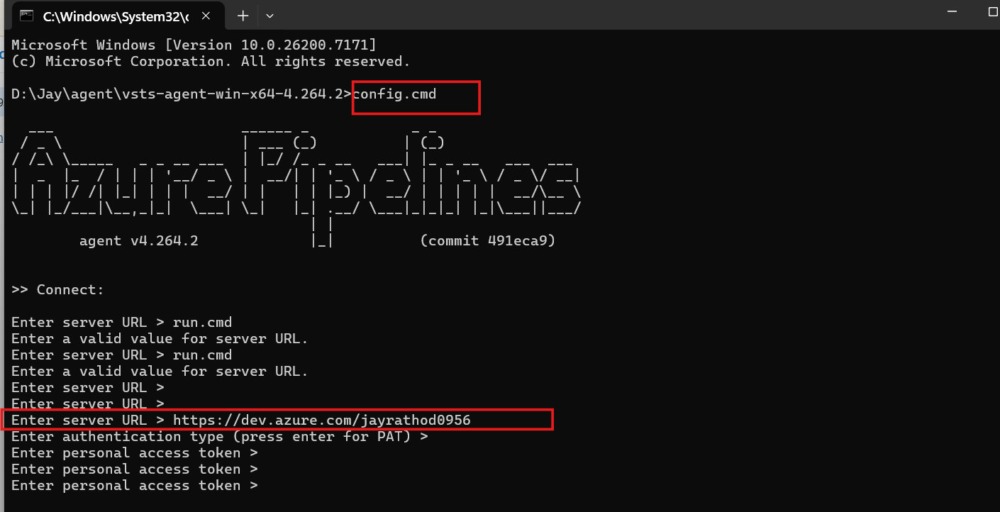 C:\Windows\System32\c
Microsoft Windows [Version 10.0.26200.7171]
(c) Microsoft Corporation. All rights reserved.
D:\Jay\agent\vsts-agent-win-x64-4.264.2>config.cmd
AzurePipelines
agent v4.264.2 (commit 491eca9)
>> Connect:
Enter server URL > run.cmd
Enter a valid value for server URL.
Enter server URL > run.cmd
Enter a valid value for server URL.
Enter server URL >
Enter server URL >
Enter server URL > https://dev.azure.com/jayrathod0956
Enter authentication type (press enter for PAT) >
Enter personal access token >
Enter personal access token >
Enter personal access token >